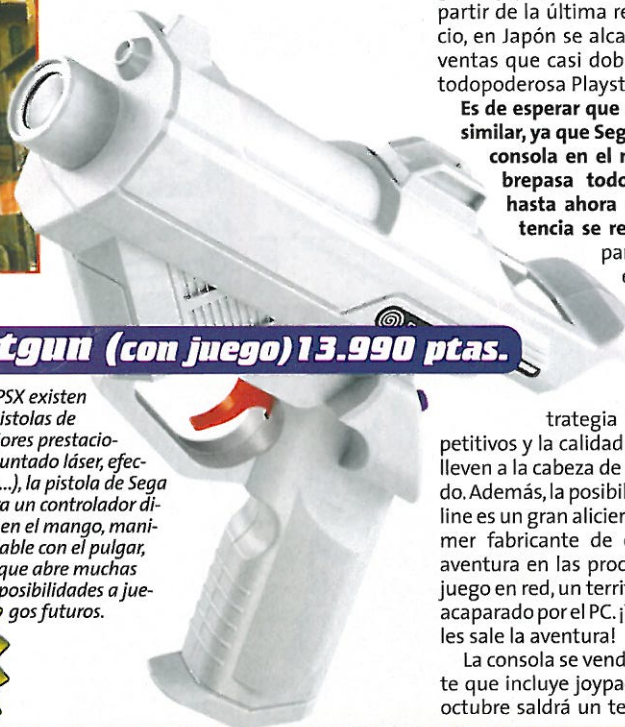 tgun (con juego) 13.990 ptas.
PSX existen
istolas de
ores prestacio-
untado láser, efec-
...), la pistola de Sega
a un controlador di-
en el mango, mani-
able con el pulgar,
que abre muchas
posibilidades a jue-
gos futuros.
partir de la última re
cio, en Japón se alca
ventas que casi dob
todopoderosa Playst
Es de esperar que
similar, ya que Seg
consola en el r
brepasa todo
hasta ahora
tencia se re
par
e
trategia
petitivos y la calidad
lleven a la cabeza de
do. Además, la posibil
line es un gran alicier
mer fabricante de
aventura en las proc
juego en red, un territ
acaparado por el PC. ¡
les sale la aventura!
La consola se vend
te que incluye joypa
octubre saldrá un te